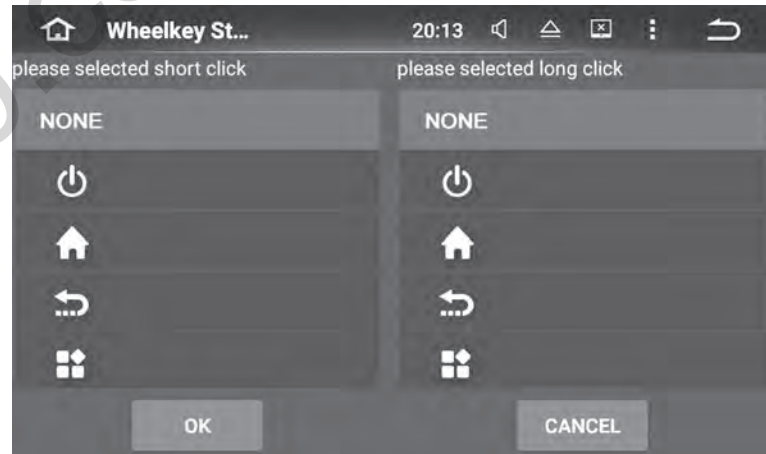 Wheelkey St... 20:13
please selected short click
please selected long click
NONE
NONE
OK
CANCEL